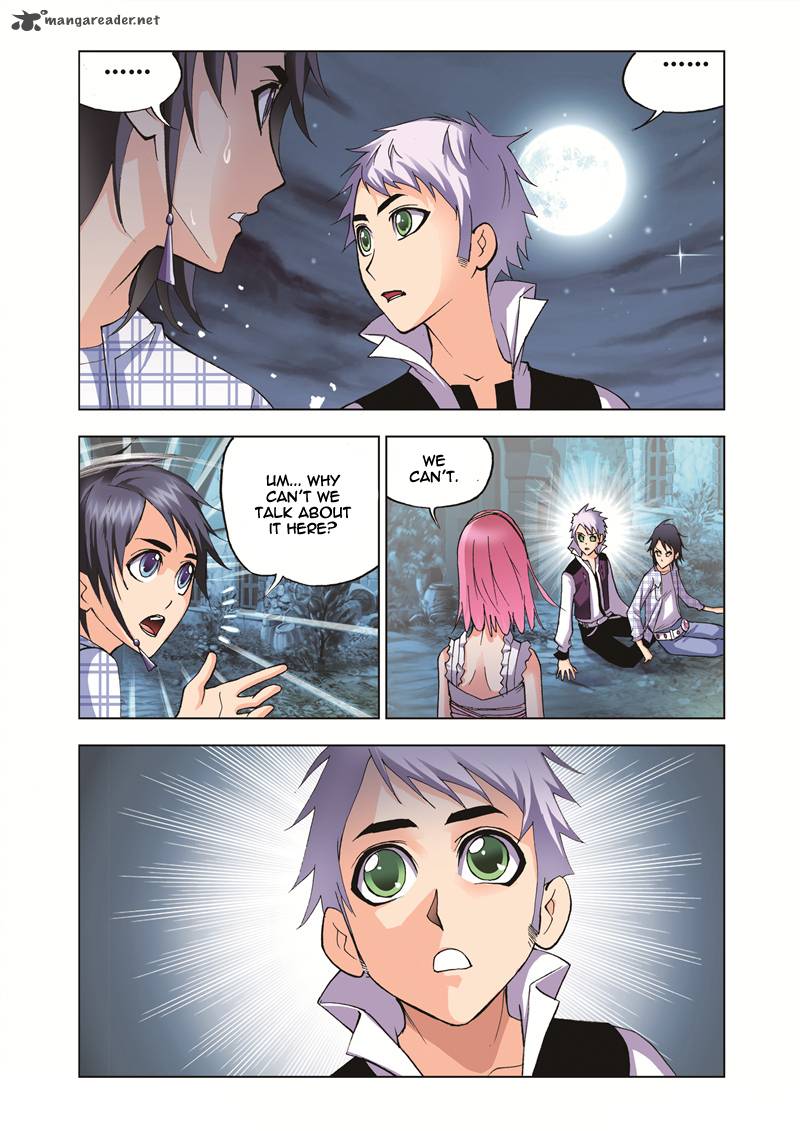 mangareader.net
......
......
UM... WHY
CAN'T WE
TALK ABOUT
IT HERE?
WE
CAN'T.